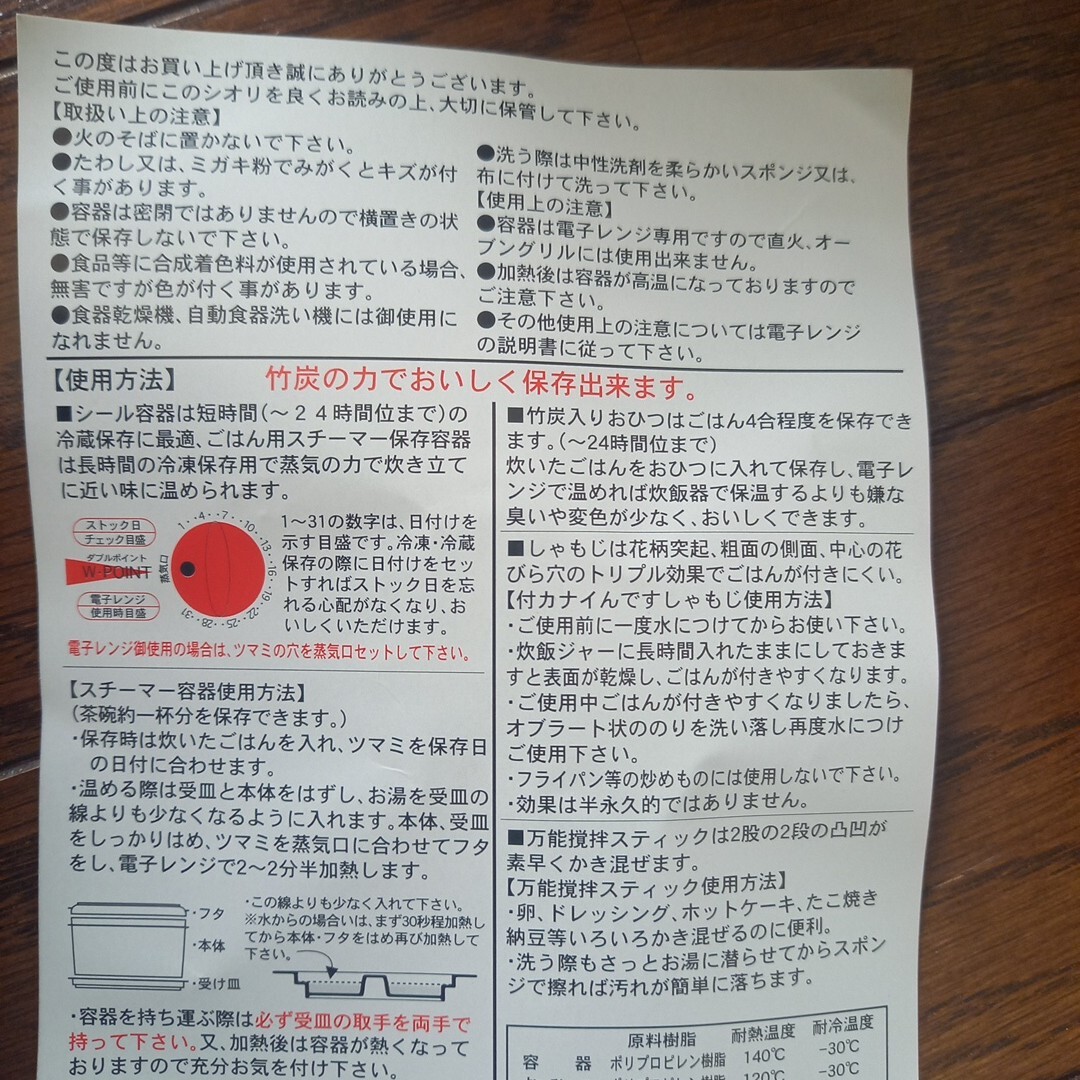 この度はお買い上げ頂き誠にありがとうございます。
ご使用前にこのシオリを良くお読みの上、大切に保管して下さい。
【取扱い上の注意】
●火のそばに置かないで下さい。
●たわし又は、ミガキ粉でみがくとキズが付
く事があります。
●容器は密閉ではありませんので横置きの状
態で保存しないで下さい。
●食品等に合成着色料が使用されている場合、
無害ですが色が付く事があります。
●食器乾燥機、自動食器洗い機には御使用に
なれません。
●洗う際は中性洗剤を柔らかいスポンジ又は、
布に付けて洗って下さい。
【使用上の注意】
●容器は電子レンジ専用ですので直火、オー
ブングリルには使用出来ません。
●加熱後は容器が高温になっておりますので
ご注意下さい。
●その他使用上の注意については電子レンジ
の説明書に従って下さい。
【使用方法】 竹炭の力でおいしく保存出来ます。
■シール容器は短時間(〜２４時間位まで)の
冷蔵保存に最適、ごはん用スチーマー保存容器
は長時間の冷凍保存用で蒸気の力で炊き立て
に近い味に温められます。
ストック日
チェック目盛
ダブルポイント
W-POINT
電子レンジ
使用時目盛
蒸気口
1・・4・・7・・10・・13・・16・・19・・22・・25・・28・・31
1〜31の数字は、日付けを
示す目盛です。冷凍・冷蔵
保存の際に日付けをセッ
トすればストック日を忘
れる心配がなくなり、お
いしくいただけます。
電子レンジ御使用の場合は、ツマミの穴を蒸気口セットして下さい。
【スチーマー容器使用方法】
(茶碗約一杯分を保存できます。)
・保存時は炊いたごはんを入れ、ツマミを保存日
の日付に合わせます。
・温める際は受皿と本体をはずし、お湯を受皿の
線よりも少なくなるように入れます。本体、受皿
をしっかりはめ、ツマミを蒸気口に合わせてフタ
をし、電子レンジで2〜2分半加熱します。
・フタ
・本体
・受け皿
・この線よりも少なく入れて下さい。
※水からの場合いは、まず30秒程加熱し
てから本体・フタをはめ再び加熱して
下さい。
・容器を持ち運ぶ際は必ず受皿の取手を両手で
持って下さい。又、加熱後は容器が熱くなって
おりますので充分お気を付け下さい。
■竹炭入りおひつはごはん4合程度を保存でき
ます。(〜24時間位まで)
炊いたごはんをおひつに入れて保存し、電子レ
ンジで温めれば炊飯器で保温するよりも嫌な
臭いや変色が少なく、おいしくできます。
■しゃもじは花柄突起、粗面の側面、中心の花
びら穴のトリプル効果でごはんが付きにくい。
【付カナイんですしゃもじ使用方法】
・ご使用前に一度水につけてからお使い下さい。
・炊飯ジャーに長時間入れたままにしておきま
すと表面が乾燥し、ごはんが付きやすくなります。
・ご使用中ごはんが付きやすくなりましたら、
オブラート状ののりを洗い落し再度水につけ
ご使用下さい。
・フライパン等の炒めものには使用しないで下さい。
・効果は半永久的ではありません。
■万能撹拌スティックは2股の2段の凸凹が
素早くかき混ぜます。
【万能撹拌スティック使用方法】
・卵、ドレッシング、ホットケーキ、たこ焼き
納豆等いろいろかき混ぜるのに便利。
・洗う際もさっとお湯に潜らせてからスポン
ジで擦れば汚れが簡単に落ちます。
原料樹脂 耐熱温度 耐冷温度
容 器 ポリプロピレン樹脂 140℃ -30℃
ポリプロピレン樹脂 120℃ -30℃